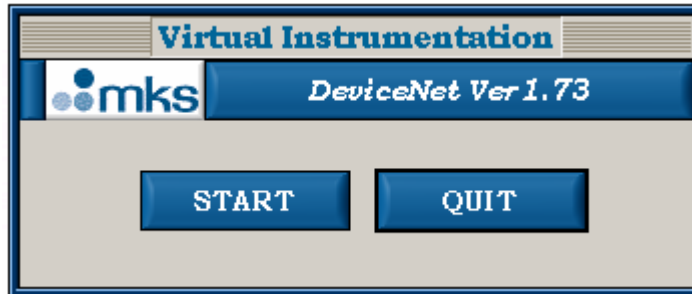 Virtual Instrumentation
mks
DeviceNet Ver 1.73
START
QUIT